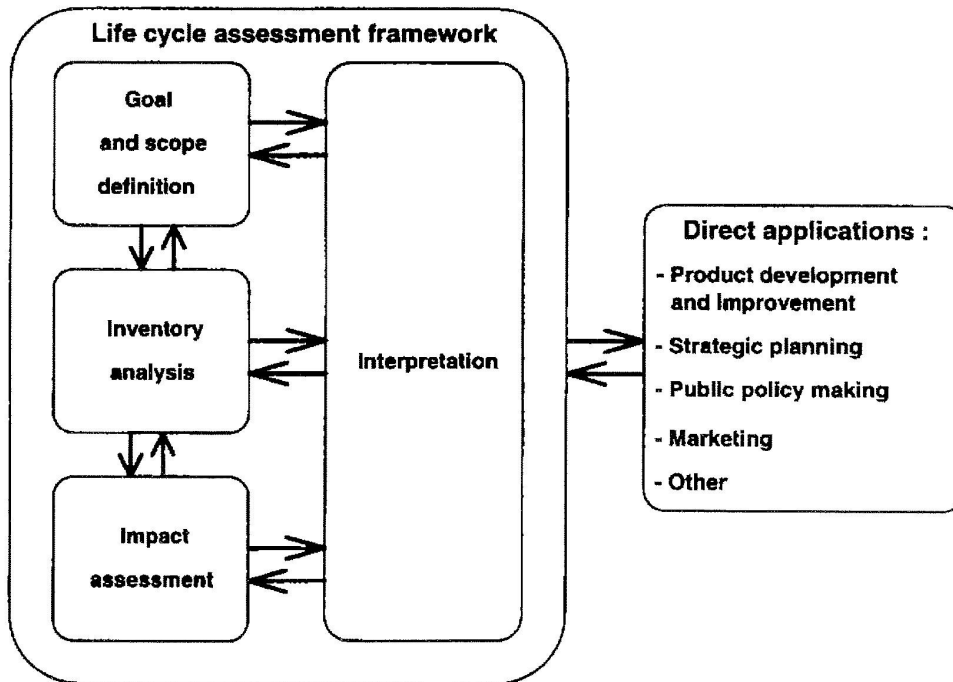 Life cycle assessment framework
Goal
and scope
definition
Inventory
analysis
Impact
assessment
Interpretation
Direct applications :
- Product development
and Improvement
- Strategic planning
- Public policy making
- Marketing
- Other